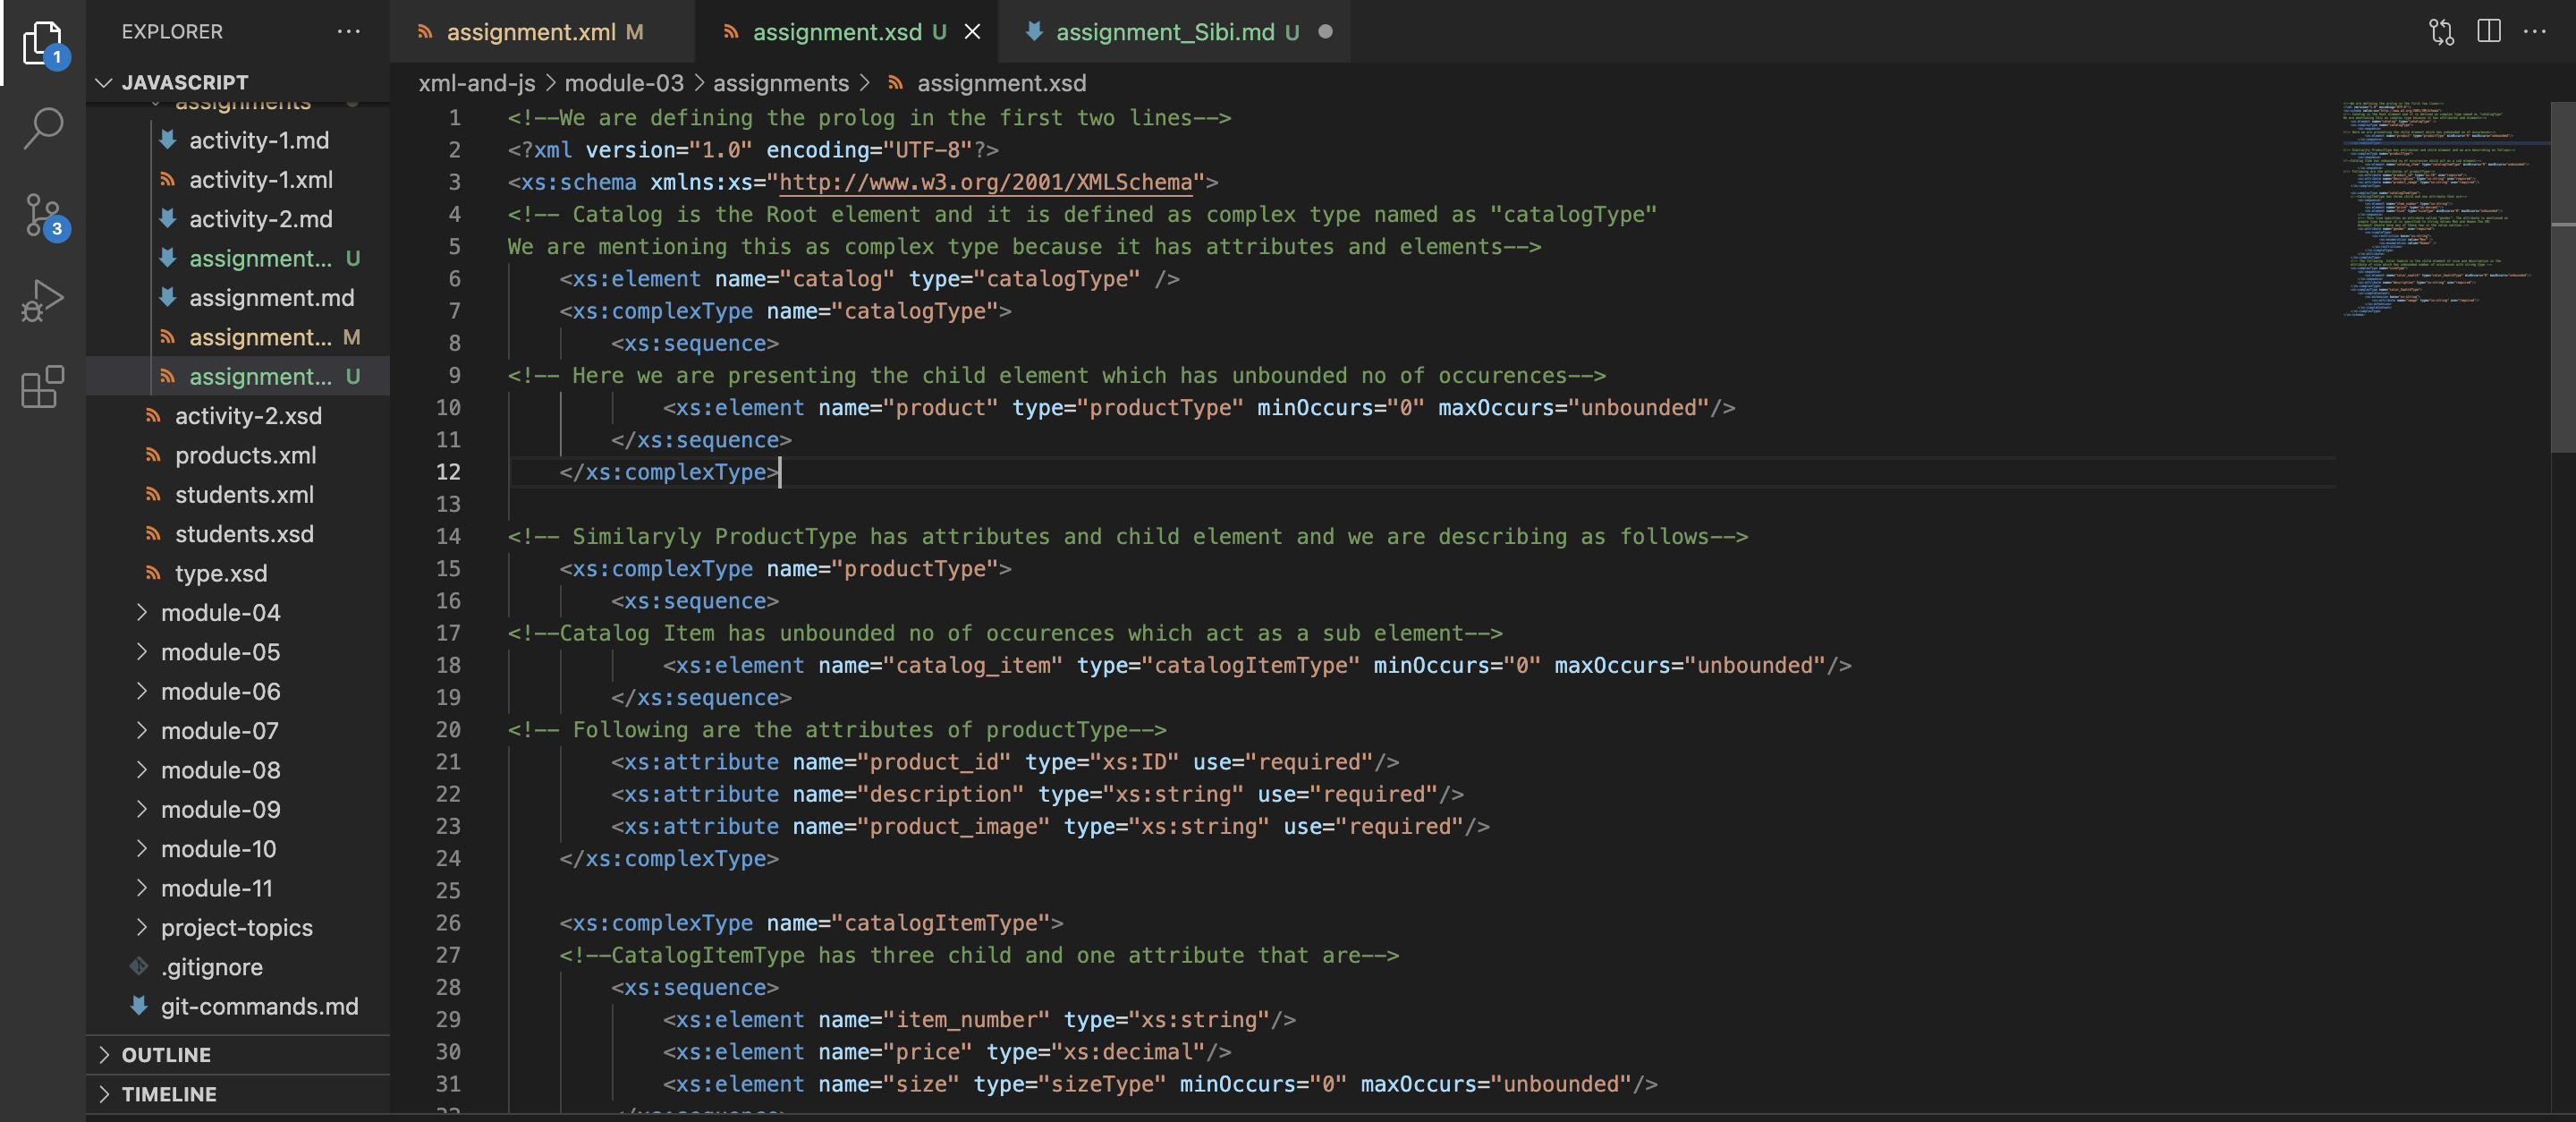 EXPLORER
JAVASCRIPT
assignments
activity-1.md
activity-1.xml
activity-2.md
assignment... U
assignment.md
assignment... M
assignment... U
activity-2.xsd
products.xml
students.xml
students.xsd
type.xsd
module-04
module-05
module-06
module-07
module-08
module-09
module-10
module-11
project-topics
.gitignore
git-commands.md
OUTLINE
TIMELINE
1
3
assignment.xml M
assignment.xsd U
assignment_Sibi.md U
xml-and-js > module-03 > assignments > assignment.xsd
1 <!--We are defining the prolog in the first two lines-->
2 <?xml version="1.0" encoding="UTF-8"?>
3 <xs:schema xmlns:xs="http://www.w3.org/2001/XMLSchema">
4 <!-- Catalog is the Root element and it is defined as complex type named as "catalogType"
5 We are mentioning this as complex type because it has attributes and elements-->
6 <xs:element name="catalog" type="catalogType" />
7 <xs:complexType name="catalogType">
8 <xs:sequence>
9 <!-- Here we are presenting the child element which has unbounded no of occurences-->
10 <xs:element name="product" type="productType" minOccurs="0" maxOccurs="unbounded"/>
11 </xs:sequence>
12 </xs:complexType>
13
14 <!-- Similaryly ProductType has attributes and child element and we are describing as follows-->
15 <xs:complexType name="productType">
16 <xs:sequence>
17 <!--Catalog Item has unbounded no of occurences which act as a sub element-->
18 <xs:element name="catalog_item" type="catalogItemType" minOccurs="0" maxOccurs="unbounded"/>
19 </xs:sequence>
20 <!-- Following are the attributes of productType-->
21 <xs:attribute name="product_id" type="xs:ID" use="required"/>
22 <xs:attribute name="description" type="xs:string" use="required"/>
23 <xs:attribute name="product_image" type="xs:string" use="required"/>
24 </xs:complexType>
25
26 <xs:complexType name="catalogItemType">
27 <!--CatalogItemType has three child and one attribute that are-->
28 <xs:sequence>
29 <xs:element name="item_number" type="xs:string"/>
30 <xs:element name="price" type="xs:decimal"/>
31 <xs:element name="size" type="sizeType" minOccurs="0" maxOccurs="unbounded"/>
32 </xs:sequence>